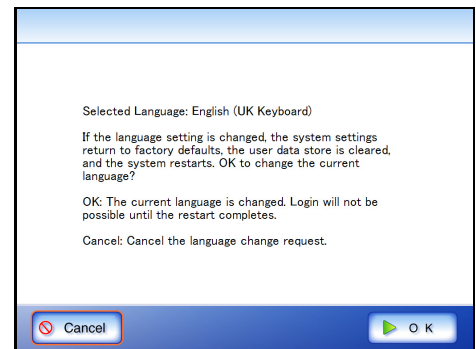 Selected Language: English (UK Keyboard)
If the language setting is changed, the system settings
return to factory defaults, the user data store is cleared,
and the system restarts. OK to change the current
language?
OK: The current language is changed. Login will not be
possible until the restart completes.
Cancel: Cancel the language change request.
Cancel
O K